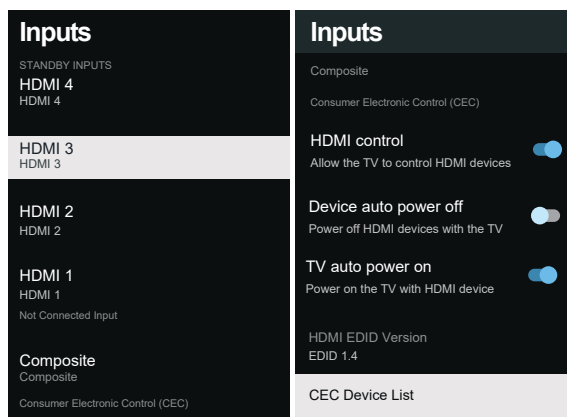 Inputs
STANDBY INPUTS
HDMI 4
HDMI 4
HDMI 3
HDMI 3
HDMI 2
HDMI 2
HDMI 1
HDMI 1
Not Connected Input
Composite
Composite
Consumer Electronic Control (CEC)
Inputs
Composite
Consumer Electronic Control (CEC)
HDMI control
Allow the TV to control HDMI devices
Device auto power off
Power off HDMI devices with the TV
TV auto power on
Power on the TV with HDMI device
HDMI EDID Version
EDID 1.4
CEC Device List